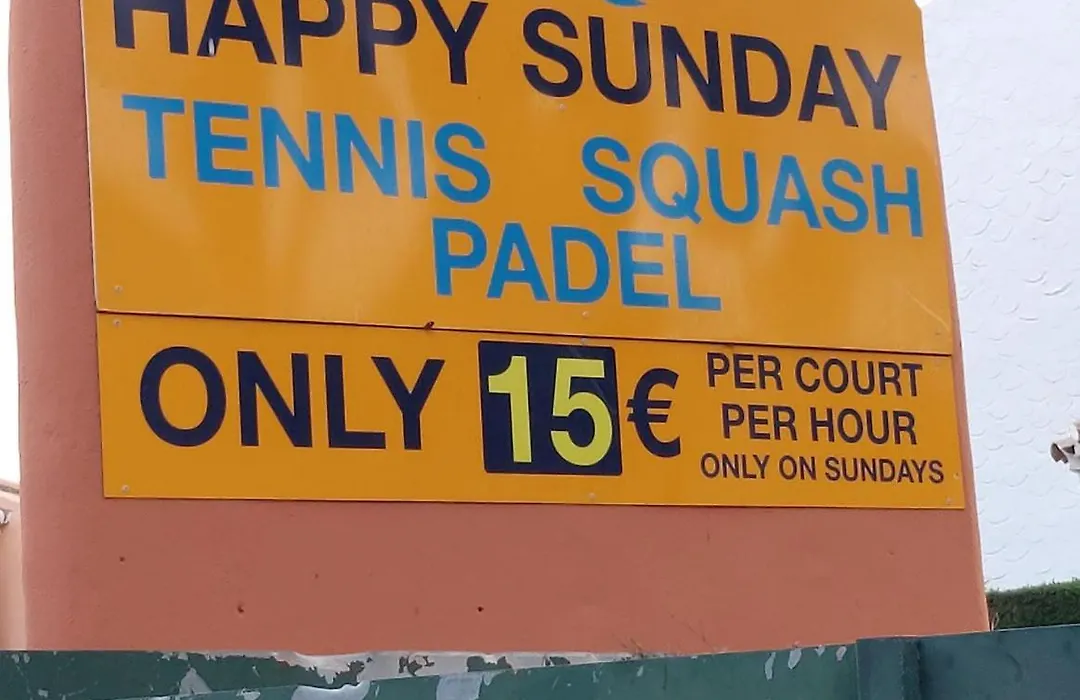 HAPPY SUNDAY
TENNIS SQUASH
PADEL
ONLY 15 €
PER COURT
PER HOUR
ONLY ON SUNDAYS